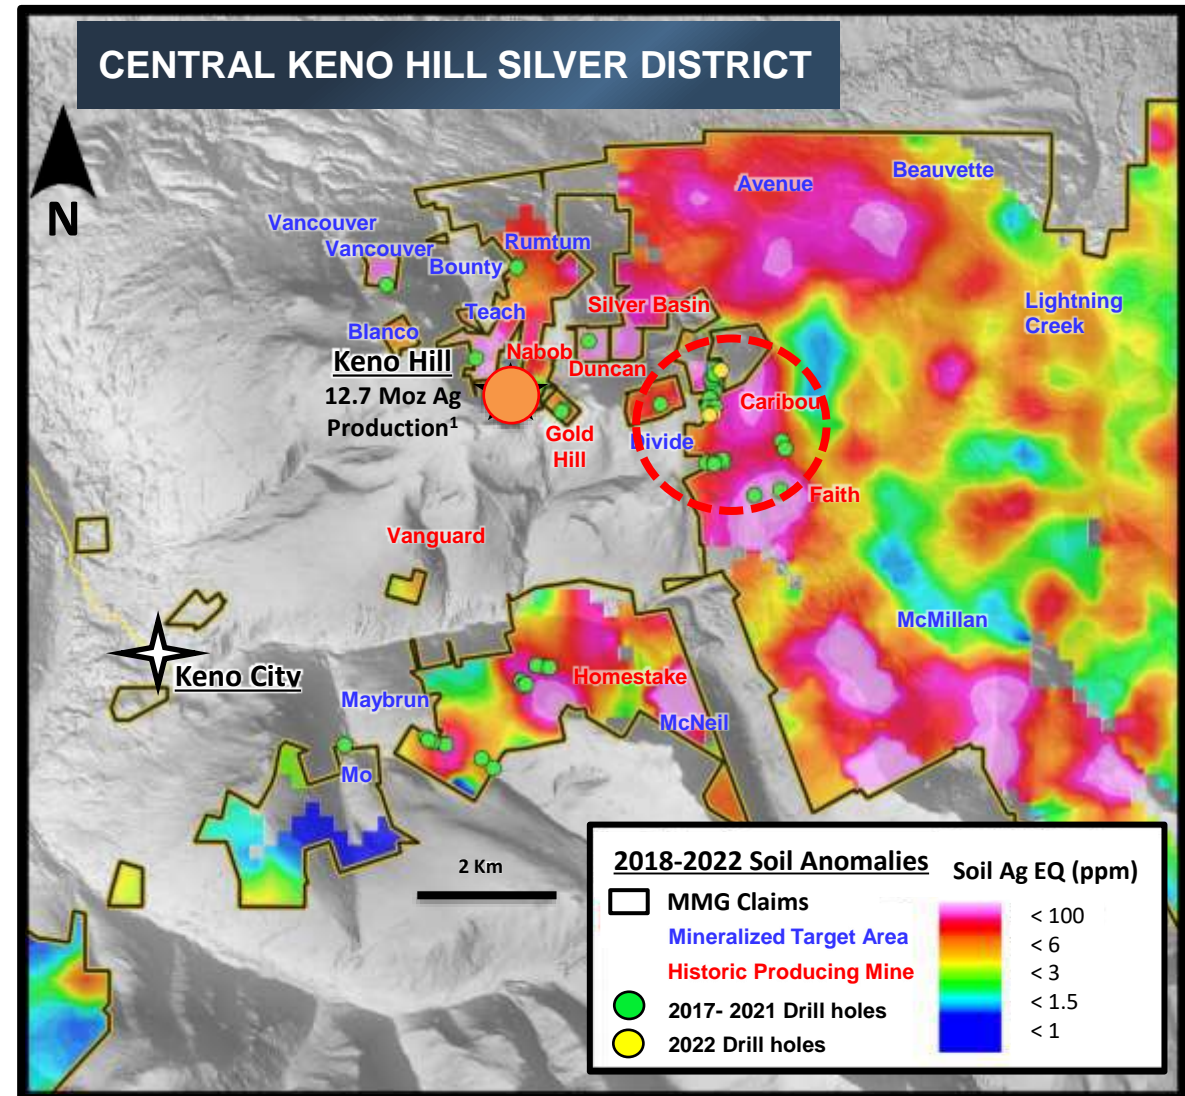 CENTRAL KENO HILL SILVER DISTRICT
N
Avenue
Beauvette
Vancouver
Vancouver
Bounty
Rumtum
Teach
Silver Basin
Lightning
Creek
Blanco
Keno Hill
12.7 Moz Ag
Production¹
Nabob
Duncan
Caribou
Gold
Hill
Divide
Faith
Vanguard
McMillan
Keno City
Homestake
Maybrun
McNeil
Mo
2 Km
2018-2022 Soil Anomalies
MMG Claims
Mineralized Target Area
Historic Producing Mine
2017- 2021 Drill holes
2022 Drill holes
Soil Ag EQ (ppm)
< 100
< 6
< 3
< 1.5
< 1